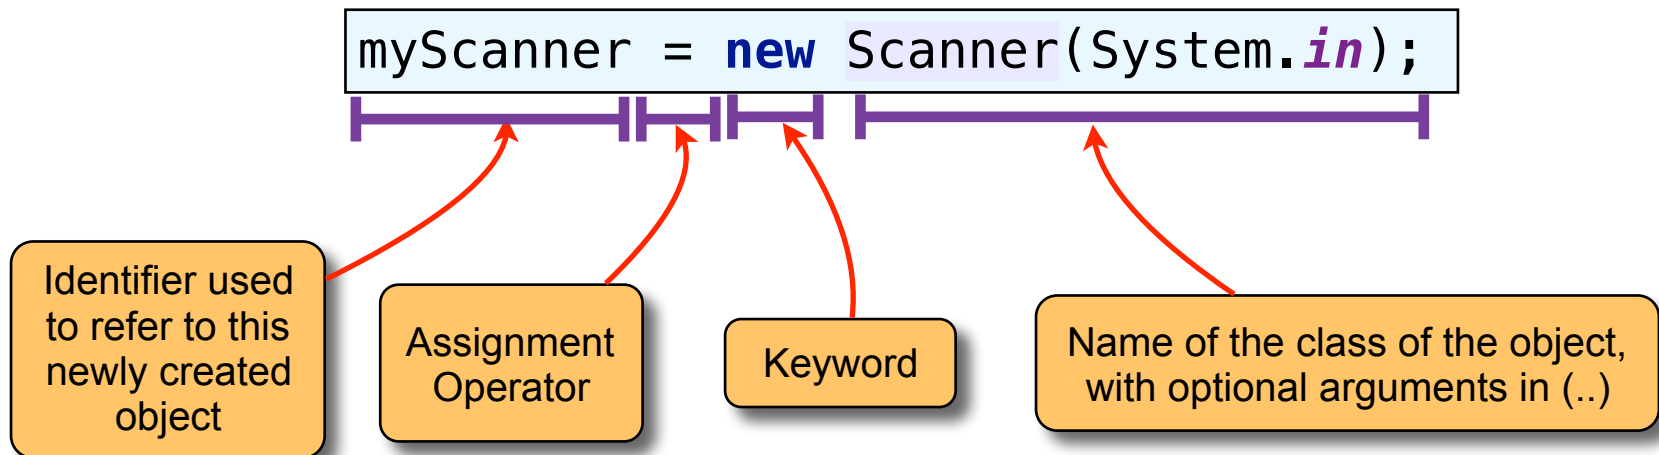 myScanner = new Scanner(System.in);
Identifier used
to refer to this
newly created
object
Assignment
Operator
Keyword
Name of the class of the object,
with optional arguments in (..)